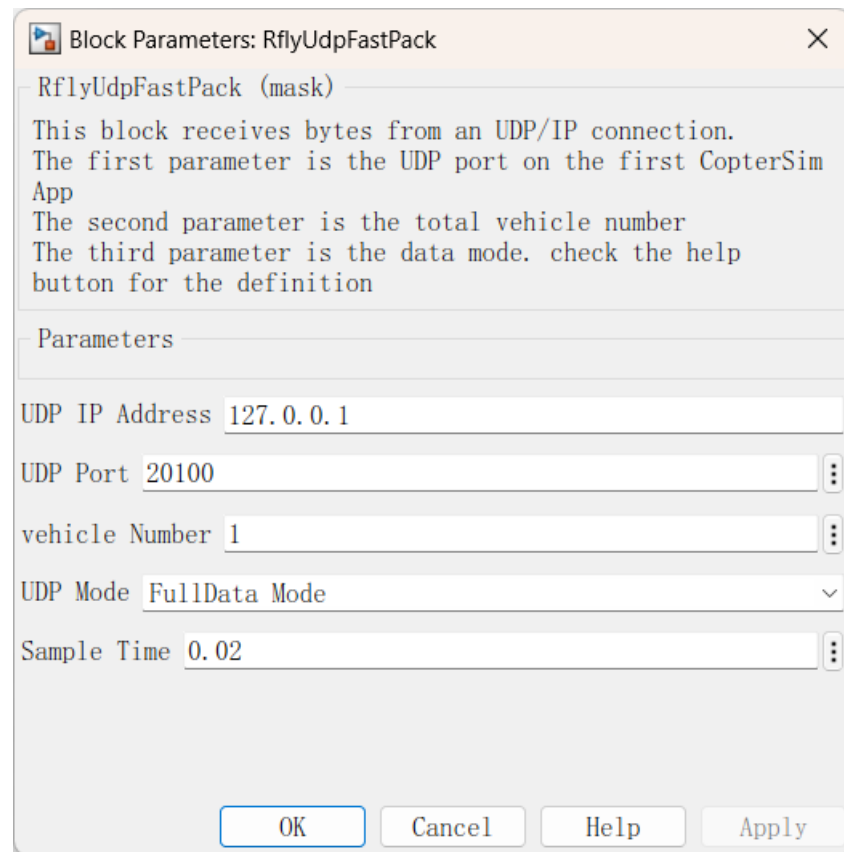 Block Parameters: RflyUdpFastPack
RflyUdpFastPack (mask)
This block receives bytes from an UDP/IP connection.
The first parameter is the UDP port on the first CopterSim
App
The second parameter is the total vehicle number
The third parameter is the data mode. check the help
button for the definition
Parameters
UDP IP Address 127.0.0.1
UDP Port 20100
vehicle Number 1
UDP Mode FullData Mode
Sample Time 0.02
OK Cancel Help Apply